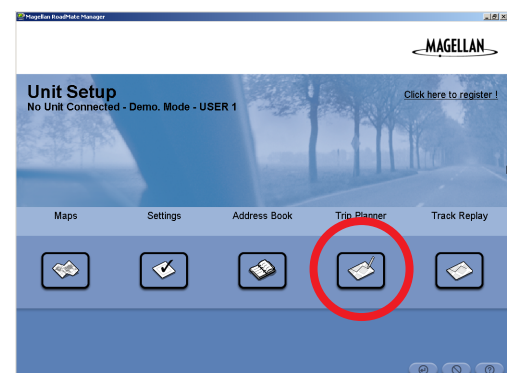 Magellan RoadMate Manager
MAGELLAN
Unit Setup
No Unit Connected - Demo. Mode - USER 1
Click here to register !
Maps Settings Address Book Trip Planner Track Replay
?